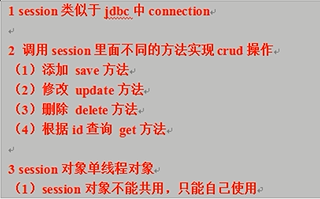 1 session 类似于 jdbc 中 connection
2 调用 session 里面不同的方法实现 crud 操作
（1）添加 save 方法
（2）修改 update 方法
（3）删除 delete 方法
（4）根据 id 查询 get 方法
3 session 对象单线程对象
（1）session 对象不能共用，只能自己使用